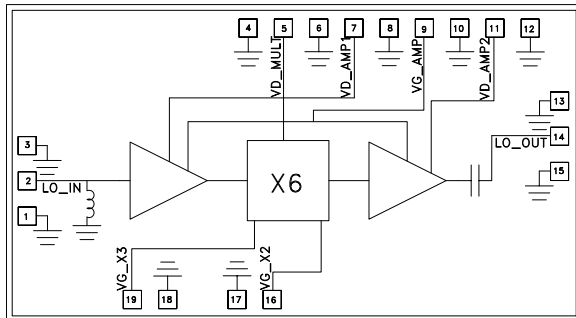 4 5 6 7 8 9 10 11 12
VD_MULT
VD_AMP1
VG_AMP
VD_AMP2
13
3
14
LO_OUT
2
LO_IN
X6
15
1
VG_X3
VG_X2
19 18 17 16